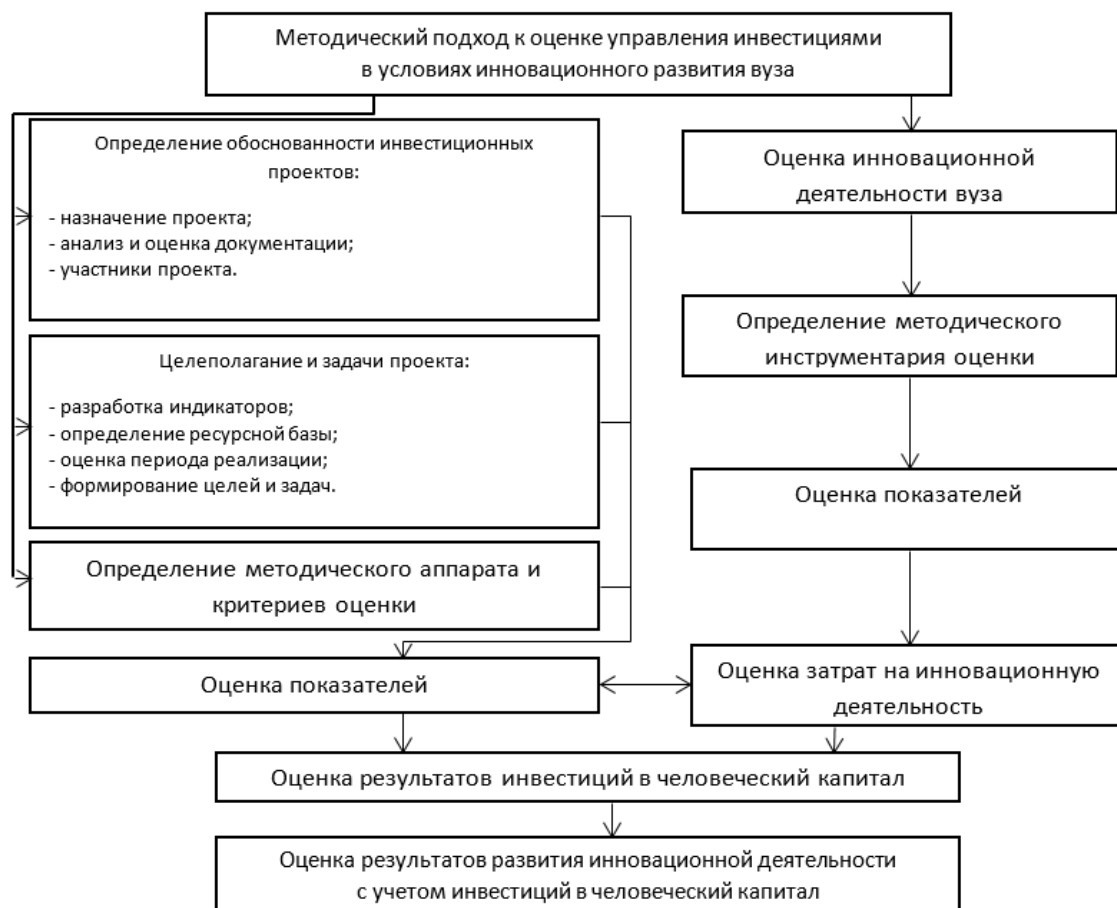 Методический подход к оценке управления инвестициями
в условиях инновационного развития вуза
Определение обоснованности инвестиционных
проектов:
- назначение проекта;
- анализ и оценка документации;
- участники проекта.
Целеполагание и задачи проекта:
- разработка индикаторов;
- определение ресурсной базы;
- оценка периода реализации;
- формирование целей и задач.
Определение методического аппарата и
критериев оценки
Оценка показателей
Оценка инновационной
деятельности вуза
Определение методического
инструментария оценки
Оценка показателей
Оценка затрат на инновационную
деятельность
Оценка результатов инвестиций в человеческий капитал
Оценка результатов развития инновационной деятельности
с учетом инвестиций в человеческий капитал